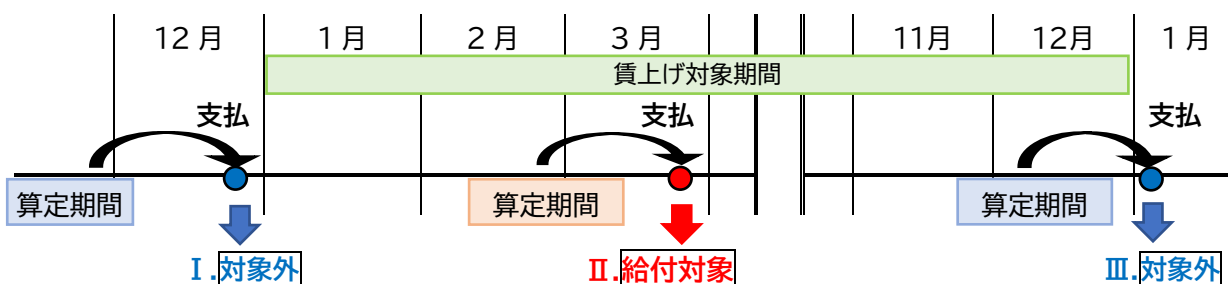 12月 1月 2月 3月 11月 12月 1月
賃上げ対象期間
支払 支払 支払
算定期間 算定期間 算定期間
Ⅰ.対象外 Ⅱ.給付対象 Ⅲ.対象外